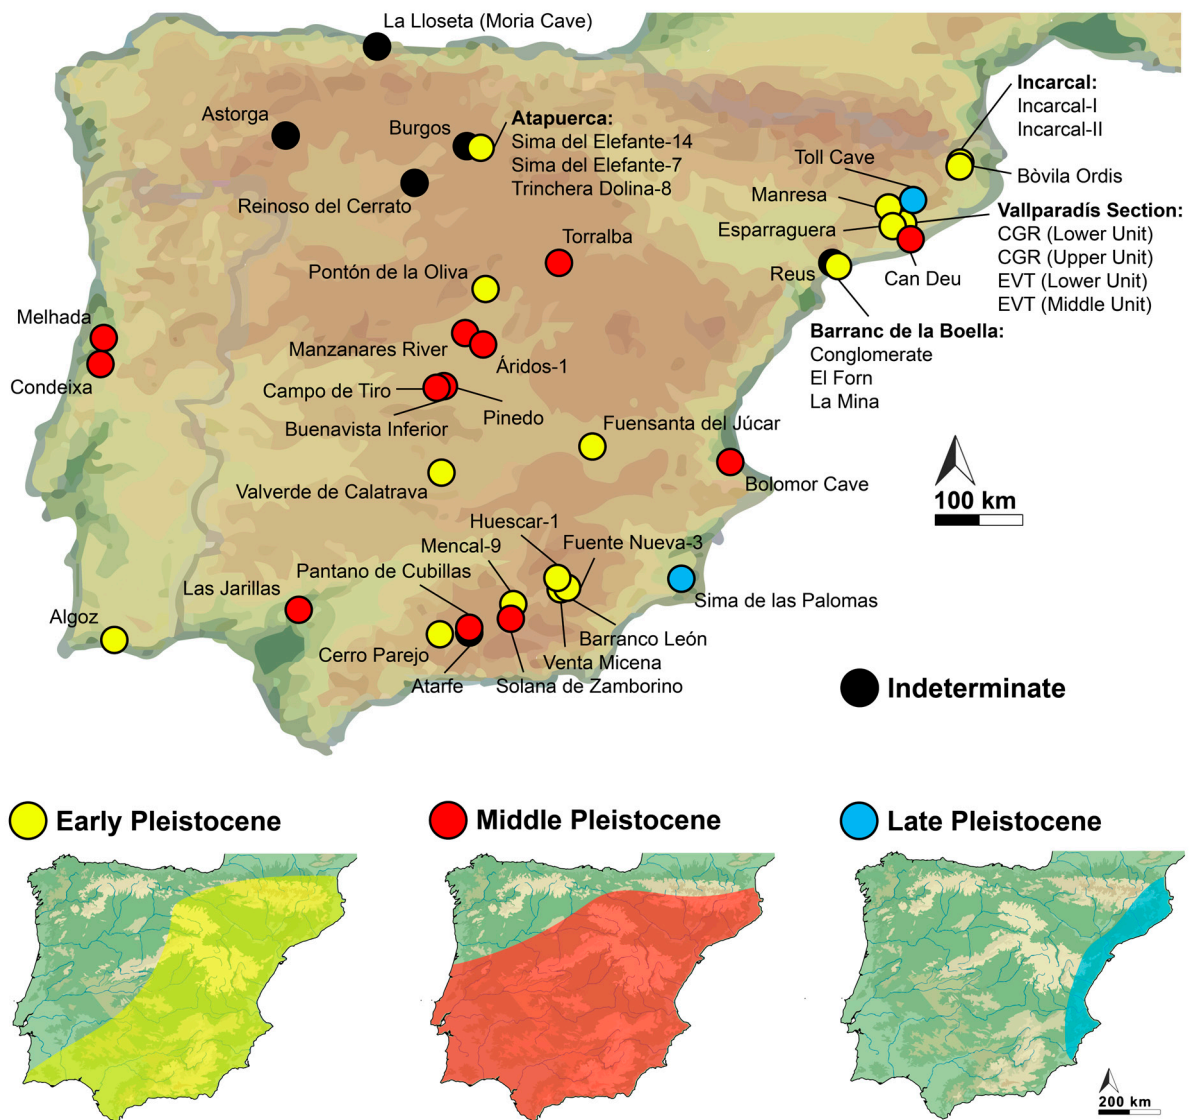 La Lloseta (Moria Cave)
Astorga
Burgos
Reinoso del Cerrato
Atapuerca:
Sima del Elefante-14
Sima del Elefante-7
Trinchera Dolina-8
Incarcal:
Incarcal-I
Incarcal-II
Toll Cave
Bòvila Ordis
Manresa
Esparraguera
Vallparadís Section:
CGR (Lower Unit)
CGR (Upper Unit)
EVT (Lower Unit)
EVT (Middle Unit)
Torralba
Pontón de la Oliva
Reus
Can Deu
Barranc de la Boella:
Conglomerate
El Forn
La Mina
Melhada
Condeixa
Manzanares River
Áridos-1
Campo de Tiro
Buenavista Inferior
Pinedo
Fuensanta del Júcar
Valverde de Calatrava
Bolomor Cave
100 km
Huescar-1
Mencal-9
Fuente Nueva-3
Pantano de Cubillas
Las Jarillas
Sima de las Palomas
Algoz
Cerro Parejo
Barranco León
Venta Micena
Atarfe
Solana de Zamborino
Indeterminate
Early Pleistocene
Middle Pleistocene
Late Pleistocene
200 km